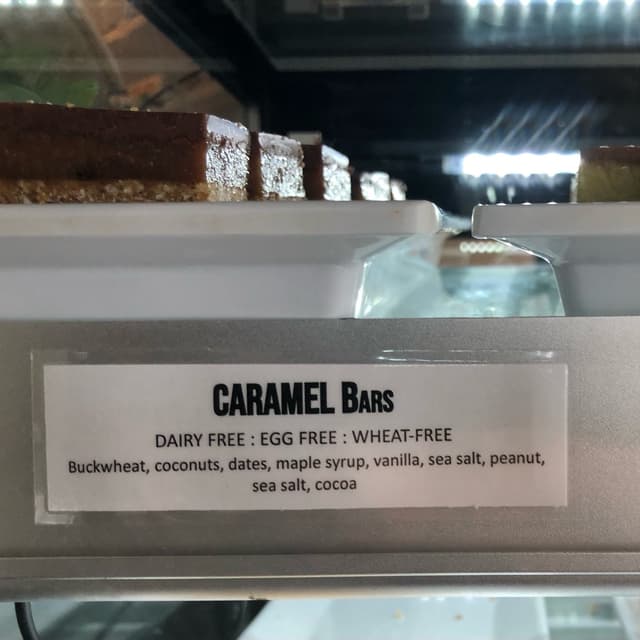 CARAMEL BARS
DAIRY FREE : EGG FREE : WHEAT-FREE
Buckwheat, coconuts, dates, maple syrup, vanilla, sea salt, peanut,
sea salt, cocoa